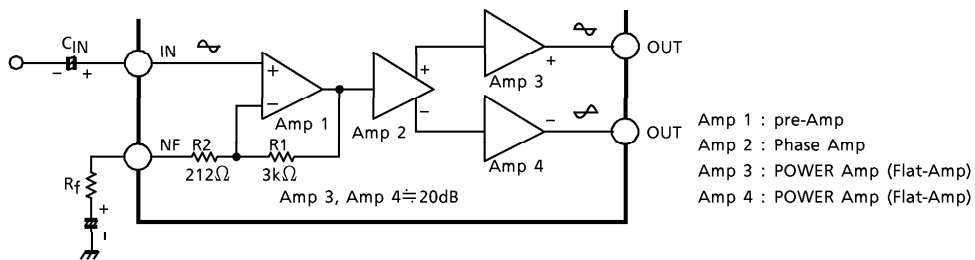 CIN
IN
NF
R2
212Ω
R1
3kΩ
Rf
Amp 1
Amp 2
Amp 3
Amp 4
OUT
OUT
Amp 3, Amp 4≒20dB
Amp 1 : pre-Amp
Amp 2 : Phase Amp
Amp 3 : POWER Amp (Flat-Amp)
Amp 4 : POWER Amp (Flat-Amp)